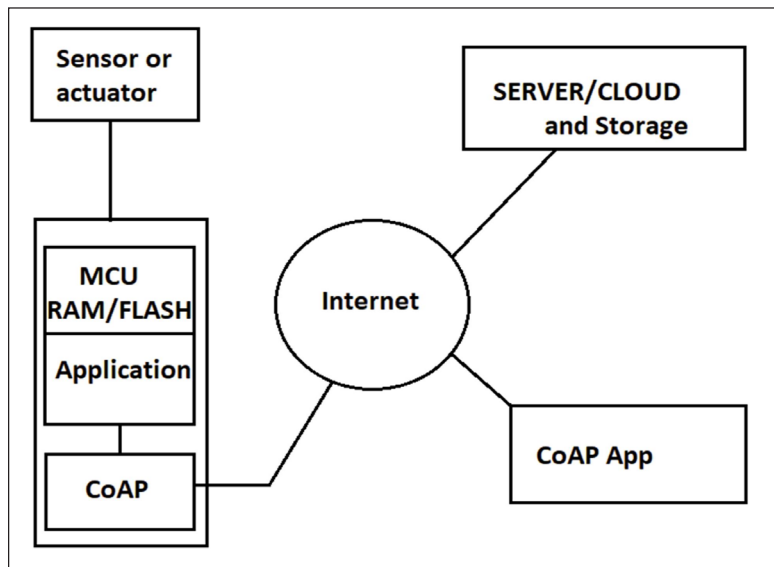 Sensor or
actuator
SERVER/CLOUD
and Storage
MCU
RAM/FLASH
Application
CoAP
Internet
CoAP App